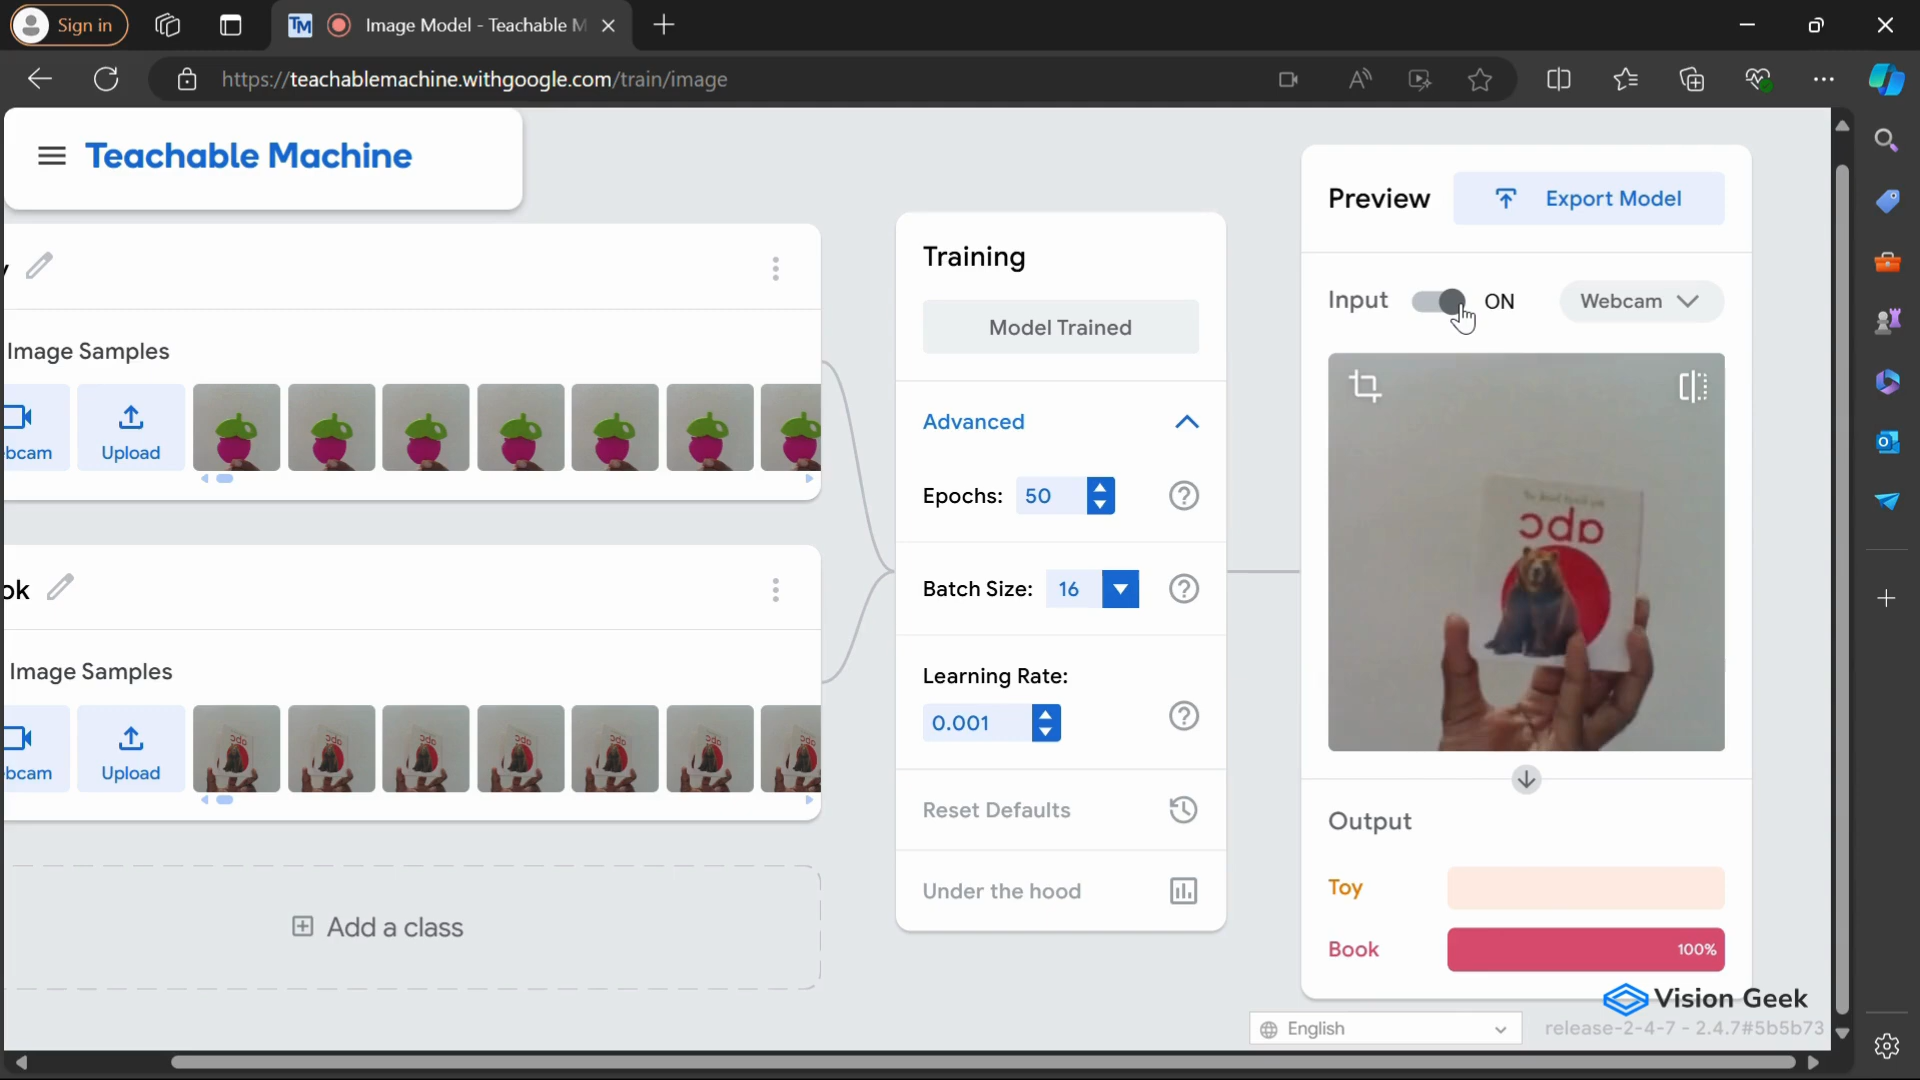 Sign in
Image Model - Teachable M
https://teachablemachine.withgoogle.com/train/image
Teachable Machine
y
Image Samples
bcam
Upload
ok
Image Samples
bcam
Upload
Add a class
Training
Model Trained
Advanced
Epochs: 50
Batch Size: 16
Learning Rate:
0.001
Reset Defaults
Under the hood
Preview
Export Model
Input ON Webcam
abc
Output
Toy
Book 100%
Vision Geek
English
release-2-4-7 - 2.4.7#5b5b73